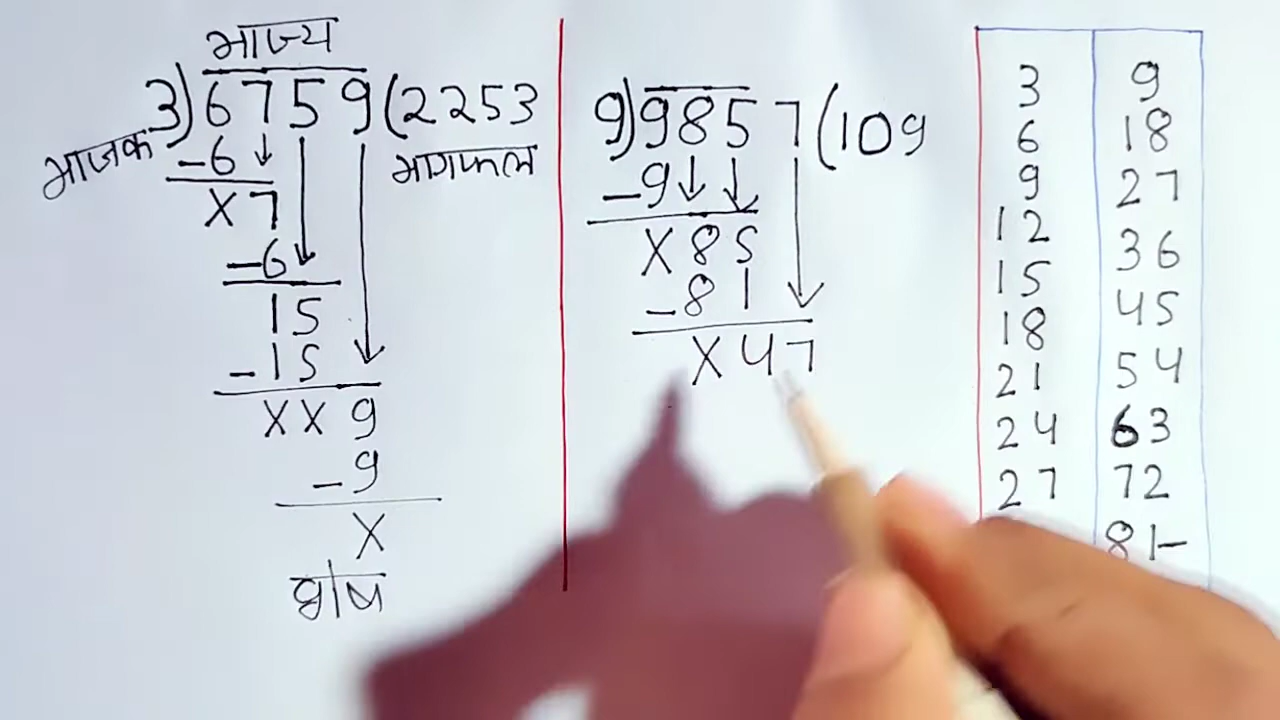 भाज्य
3)6759(2253
भाजक
भागफल
-6
x7
-6
15
-15
xx9
-9
x
शेष
9)9857(109
-9
x85
-81
x47
3 9
6 18
9 27
12 36
15 45
18 54
21 63
24 72
27 81-